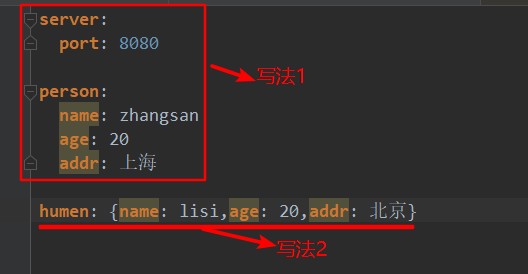 server:
port: 8080
写法1
person:
name: zhangsan
age: 20
addr: 上海
humen: {name: lisi,age: 20,addr: 北京}
写法2